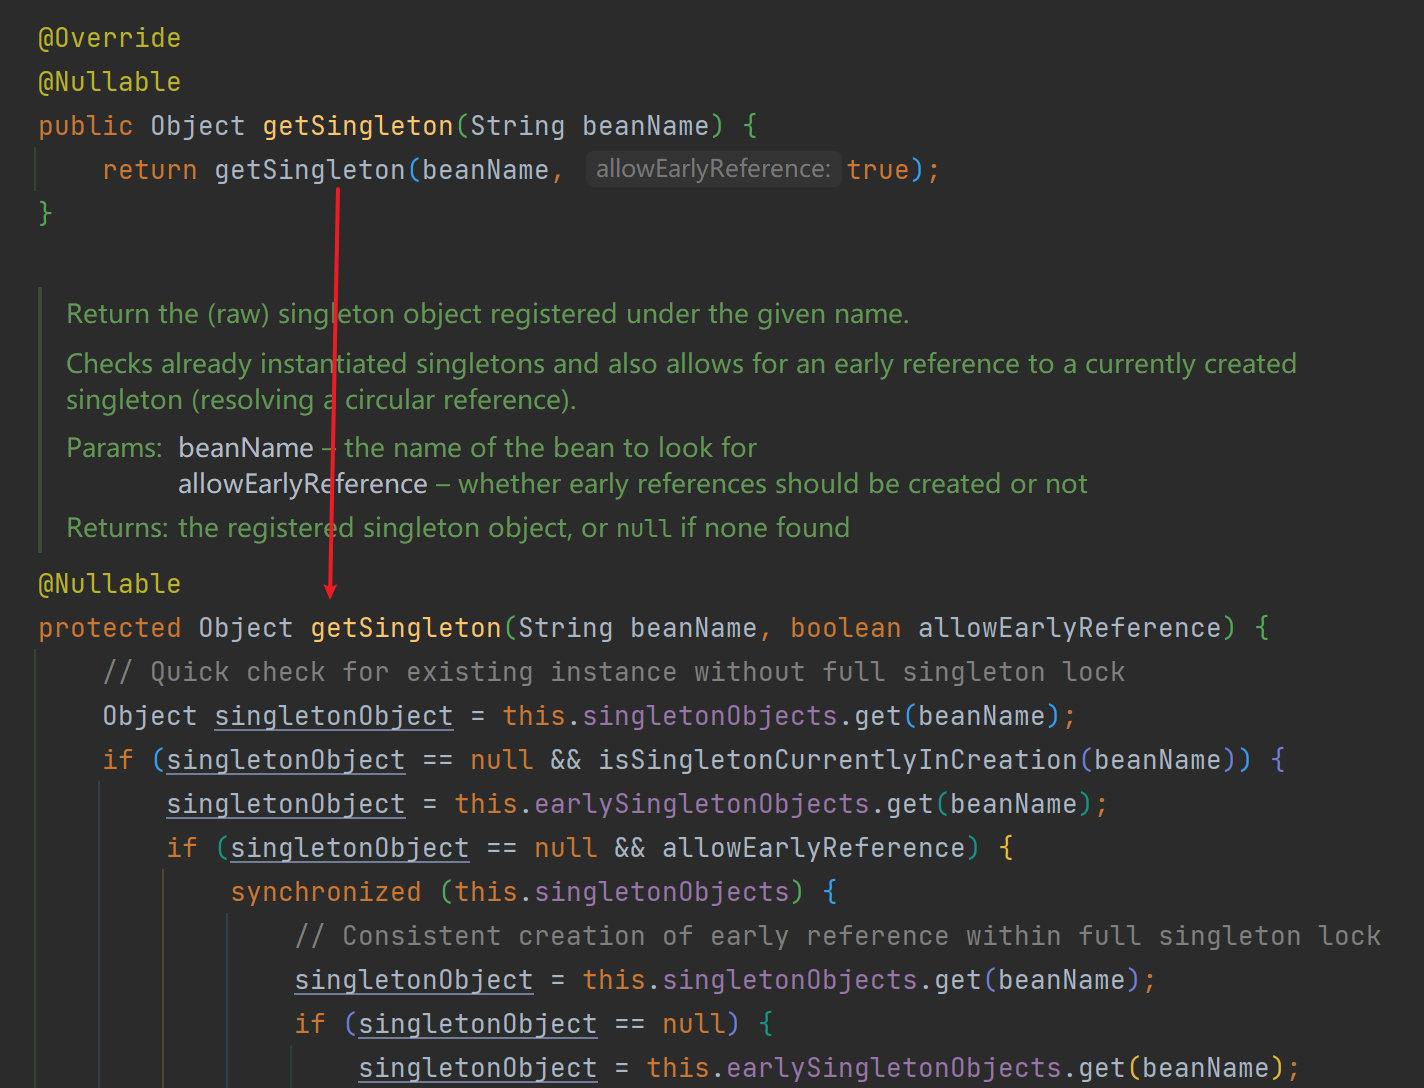 @Override
@Nullable
public Object getSingleton(String beanName) {
return getSingleton(beanName, allowEarlyReference: true);
}
Return the (raw) singleton object registered under the given name.
Checks already instantiated singletons and also allows for an early reference to a currently created
singleton (resolving a circular reference).
Params: beanName – the name of the bean to look for
allowEarlyReference – whether early references should be created or not
Returns: the registered singleton object, or null if none found
@Nullable
protected Object getSingleton(String beanName, boolean allowEarlyReference) {
// Quick check for existing instance without full singleton lock
Object singletonObject = this.singletonObjects.get(beanName);
if (singletonObject == null && isSingletonCurrentlyInCreation(beanName)) {
singletonObject = this.earlySingletonObjects.get(beanName);
if (singletonObject == null && allowEarlyReference) {
synchronized (this.singletonObjects) {
// Consistent creation of early reference within full singleton lock
singletonObject = this.singletonObjects.get(beanName);
if (singletonObject == null) {
singletonObject = this.earlySingletonObjects.get(beanName);